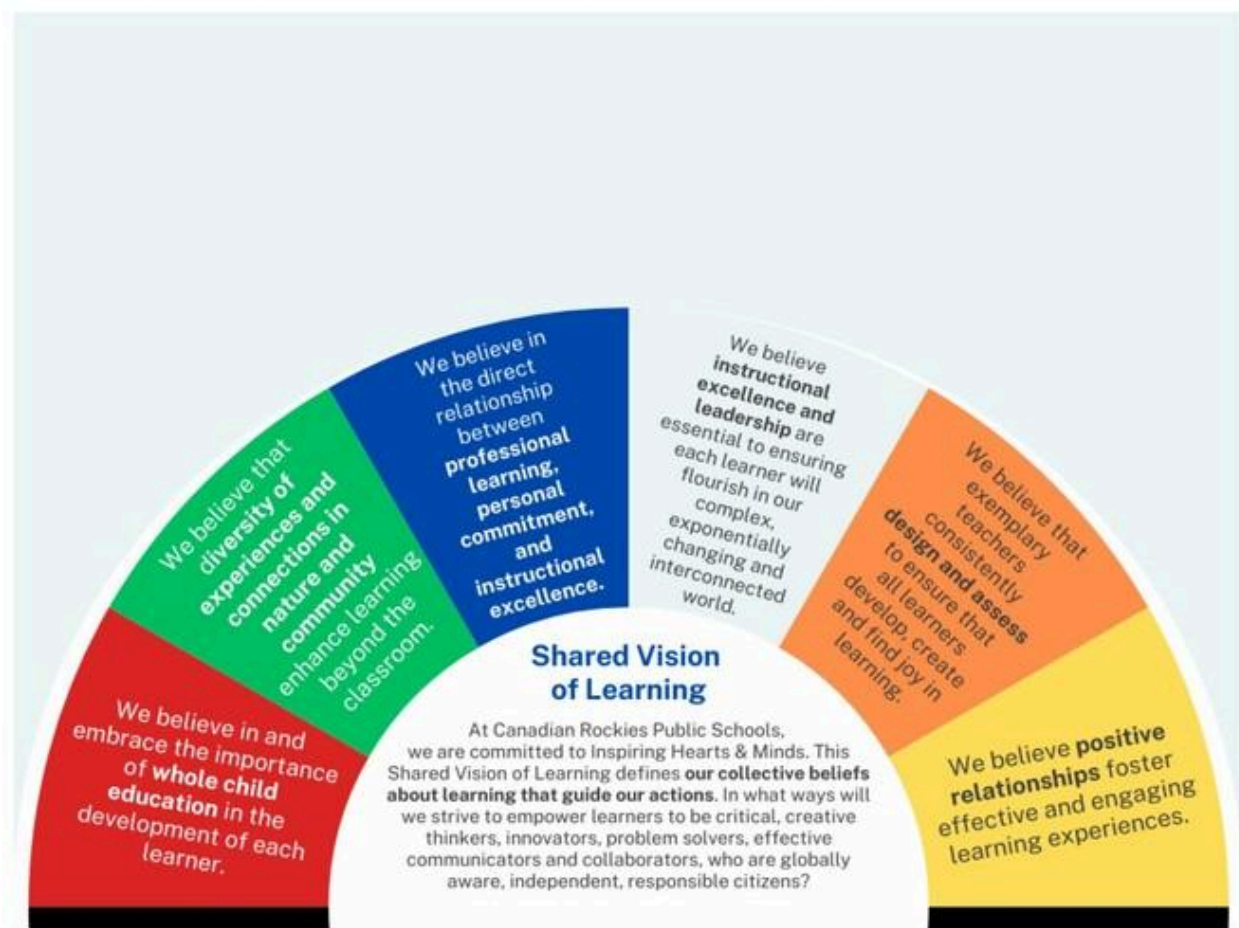 We believe in and
embrace the importance
of whole child
education in the
development of each
learner.
We believe that
diversity of
experiences and
connections in
nature and
community
enhance learning
beyond the
classroom.
We believe in
the direct
relationship
between
professional
learning,
personal
commitment,
and
instructional
excellence.
We believe
instructional
excellence and
leadership are
essential to ensuring
each learner will
flourish in our
complex,
exponentially
changing and
interconnected
world.
We believe that
exemplary
teachers
consistently
design and assess
to ensure that
all learners
develop, create
and find joy in
learning.
We believe positive
relationships foster
effective and engaging
learning experiences.
Shared Vision
of Learning
At Canadian Rockies Public Schools,
we are committed to Inspiring Hearts & Minds. This
Shared Vision of Learning defines our collective beliefs
about learning that guide our actions. In what ways will
we strive to empower learners to be critical, creative
thinkers, innovators, problem solvers, effective
communicators and collaborators, who are globally
aware, independent, responsible citizens?